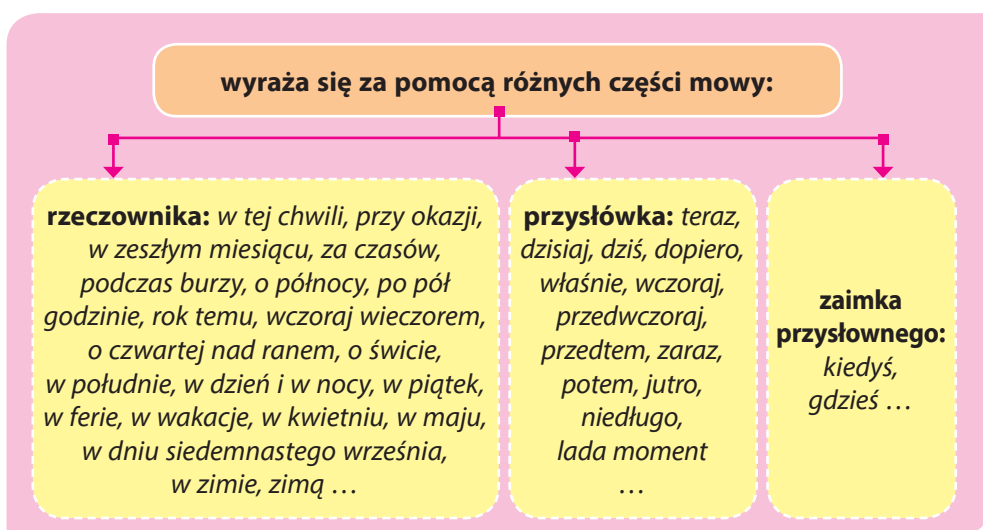 wyraża się za pomocą różnych części mowy:
rzeczownika: w tej chwili, przy okazji,
w zeszłym miesiącu, za czasów,
podczas burzy, o północy, po pół
godzinie, rok temu, wczoraj wieczorem,
o czwartej nad ranem, o świcie,
w południe, w dzień i w nocy, w piątek,
w ferie, w wakacje, w kwietniu, w maju,
w dniu siedemnastego września,
w zimie, zimą …
przysłówka: teraz,
dzisiaj, dziś, dopiero,
właśnie, wczoraj,
przedwczoraj,
przedtem, zaraz,
potem, jutro,
niedługo,
lada moment
…
zaimka
przysłownego:
kiedyś,
gdzieś …